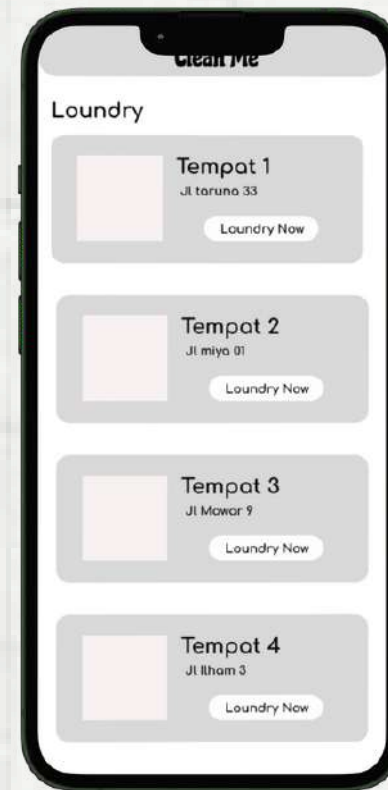 Clean Me
Loundry
Tempat 1
Jl taruna 33
Loundry Now
Tempat 2
Jl miya 01
Loundry Now
Tempat 3
Jl Mawar 9
Loundry Now
Tempat 4
Jl Ilham 3
Loundry Now